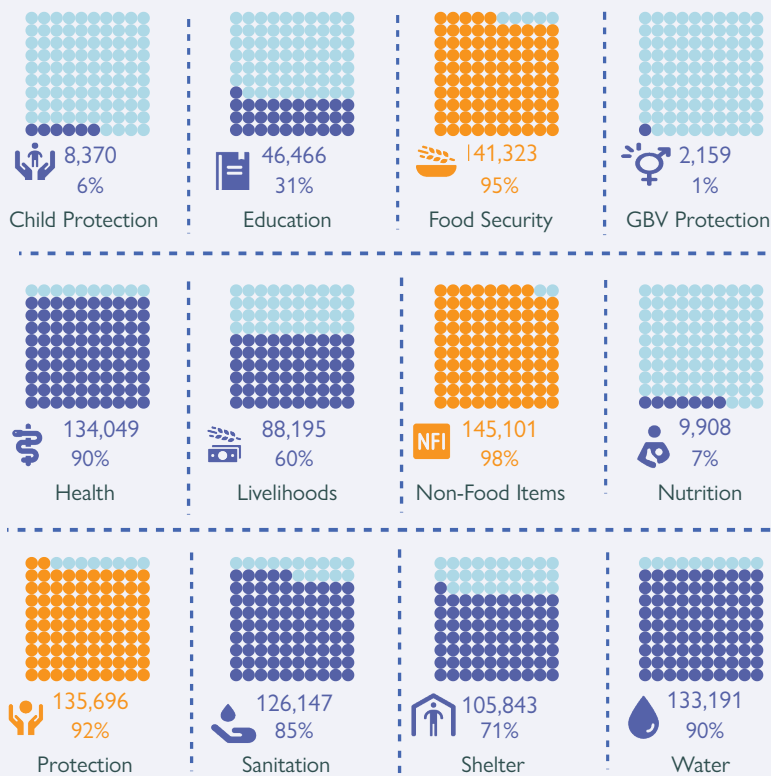 8,370
6%
Child Protection
46,466
31%
Education
141,323
95%
Food Security
2,159
1%
GBV Protection
134,049
90%
Health
88,195
60%
Livelihoods
NFI
145,101
98%
Non-Food Items
9,908
7%
Nutrition
135,696
92%
Protection
126,147
85%
Sanitation
105,843
71%
Shelter
133,191
90%
Water